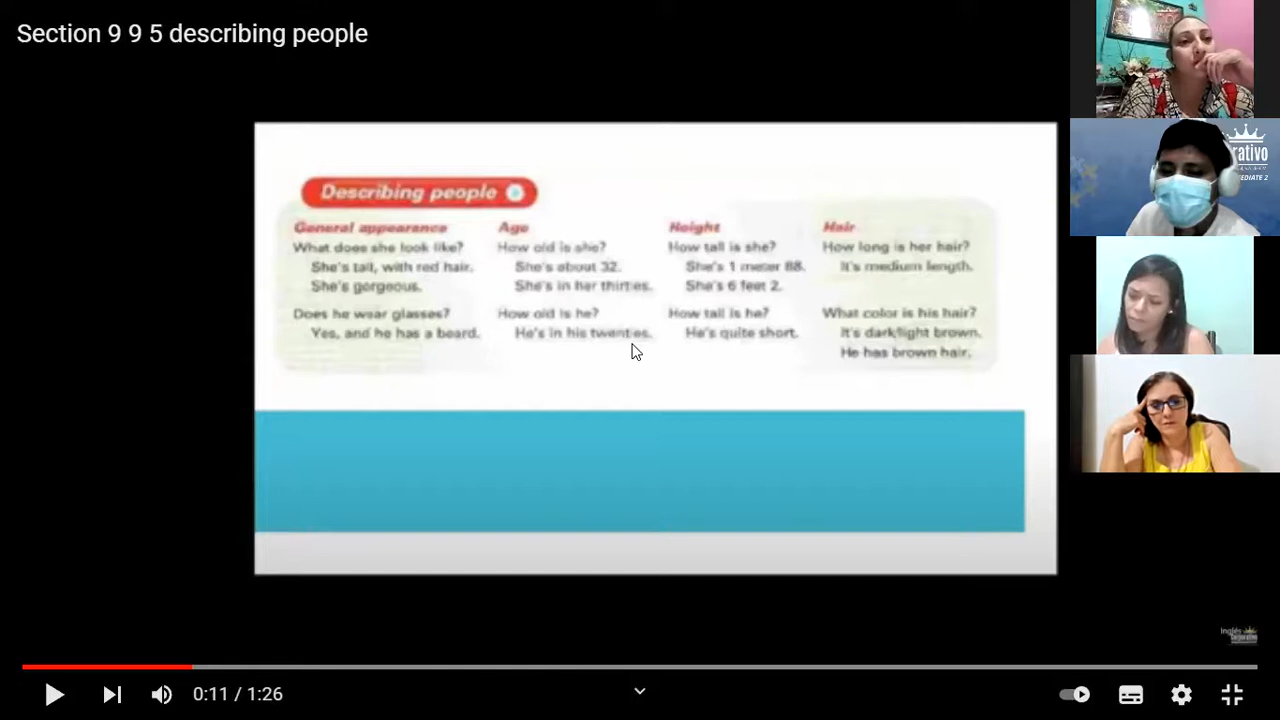 Section 9 9 5 describing people
Describing people
General appearance
What does she look like?
She's tall, with red hair.
She's gorgeous.
Does he wear glasses?
Yes, and he has a beard.
Age
How old is she?
She's about 32.
She's in her thirties.
How old is he?
He's in his twenties.
Height
How tall is she?
She's 1 meter 88.
She's 6 feet 2.
How tall is he?
He's quite short.
Hair
How long is her hair?
It's medium length.
What color is his hair?
It's dark/light brown.
He has brown hair.
rativo
MEDIATE 2
Inglés
Corporativo
0:11 / 1:26